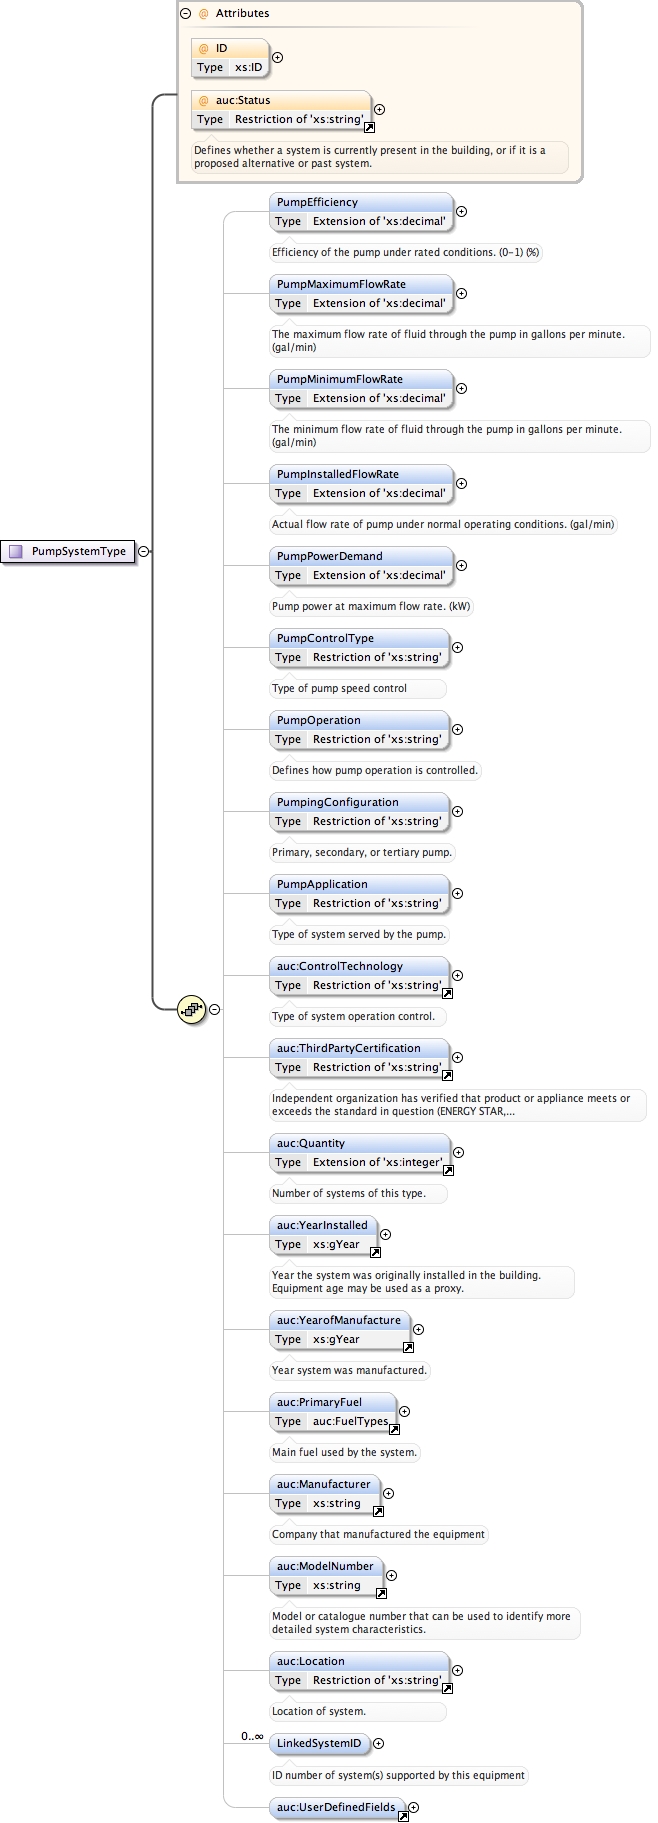 @ Attributes
@ ID
Type xs:ID
@ auc:Status
Type Restriction of 'xs:string'
Defines whether a system is currently present in the building, or if it is a
proposed alternative or past system.
PumpEfficiency
Type Extension of 'xs:decimal'
Efficiency of the pump under rated conditions. (0-1) (%)
PumpMaximumFlowRate
Type Extension of 'xs:decimal'
The maximum flow rate of fluid through the pump in gallons per minute.
(gal/min)
PumpMinimumFlowRate
Type Extension of 'xs:decimal'
The minimum flow rate of fluid through the pump in gallons per minute.
(gal/min)
PumpInstalledFlowRate
Type Extension of 'xs:decimal'
Actual flow rate of pump under normal operating conditions. (gal/min)
PumpSystemType
PumpPowerDemand
Type Extension of 'xs:decimal'
Pump power at maximum flow rate. (kW)
PumpControlType
Type Restriction of 'xs:string'
Type of pump speed control
PumpOperation
Type Restriction of 'xs:string'
Defines how pump operation is controlled.
PumpingConfiguration
Type Restriction of 'xs:string'
Primary, secondary, or tertiary pump.
PumpApplication
Type Restriction of 'xs:string'
Type of system served by the pump.
auc:ControlTechnology
Type Restriction of 'xs:string'
Type of system operation control.
auc:ThirdPartyCertification
Type Restriction of 'xs:string'
Independent organization has verified that product or appliance meets or
exceeds the standard in question (ENERGY STAR,...
auc:Quantity
Type Extension of 'xs:integer'
Number of systems of this type.
auc:YearInstalled
Type xs:gYear
Year the system was originally installed in the building.
Equipment age may be used as a proxy.
auc:YearofManufacture
Type xs:gYear
Year system was manufactured.
auc:PrimaryFuel
Type auc:FuelTypes
Main fuel used by the system.
auc:Manufacturer
Type xs:string
Company that manufactured the equipment
auc:ModelNumber
Type xs:string
Model or catalogue number that can be used to identify more
detailed system characteristics.
auc:Location
Type Restriction of 'xs:string'
Location of system.
0..∞
LinkedSystemID
ID number of system(s) supported by this equipment
auc:UserDefinedFields